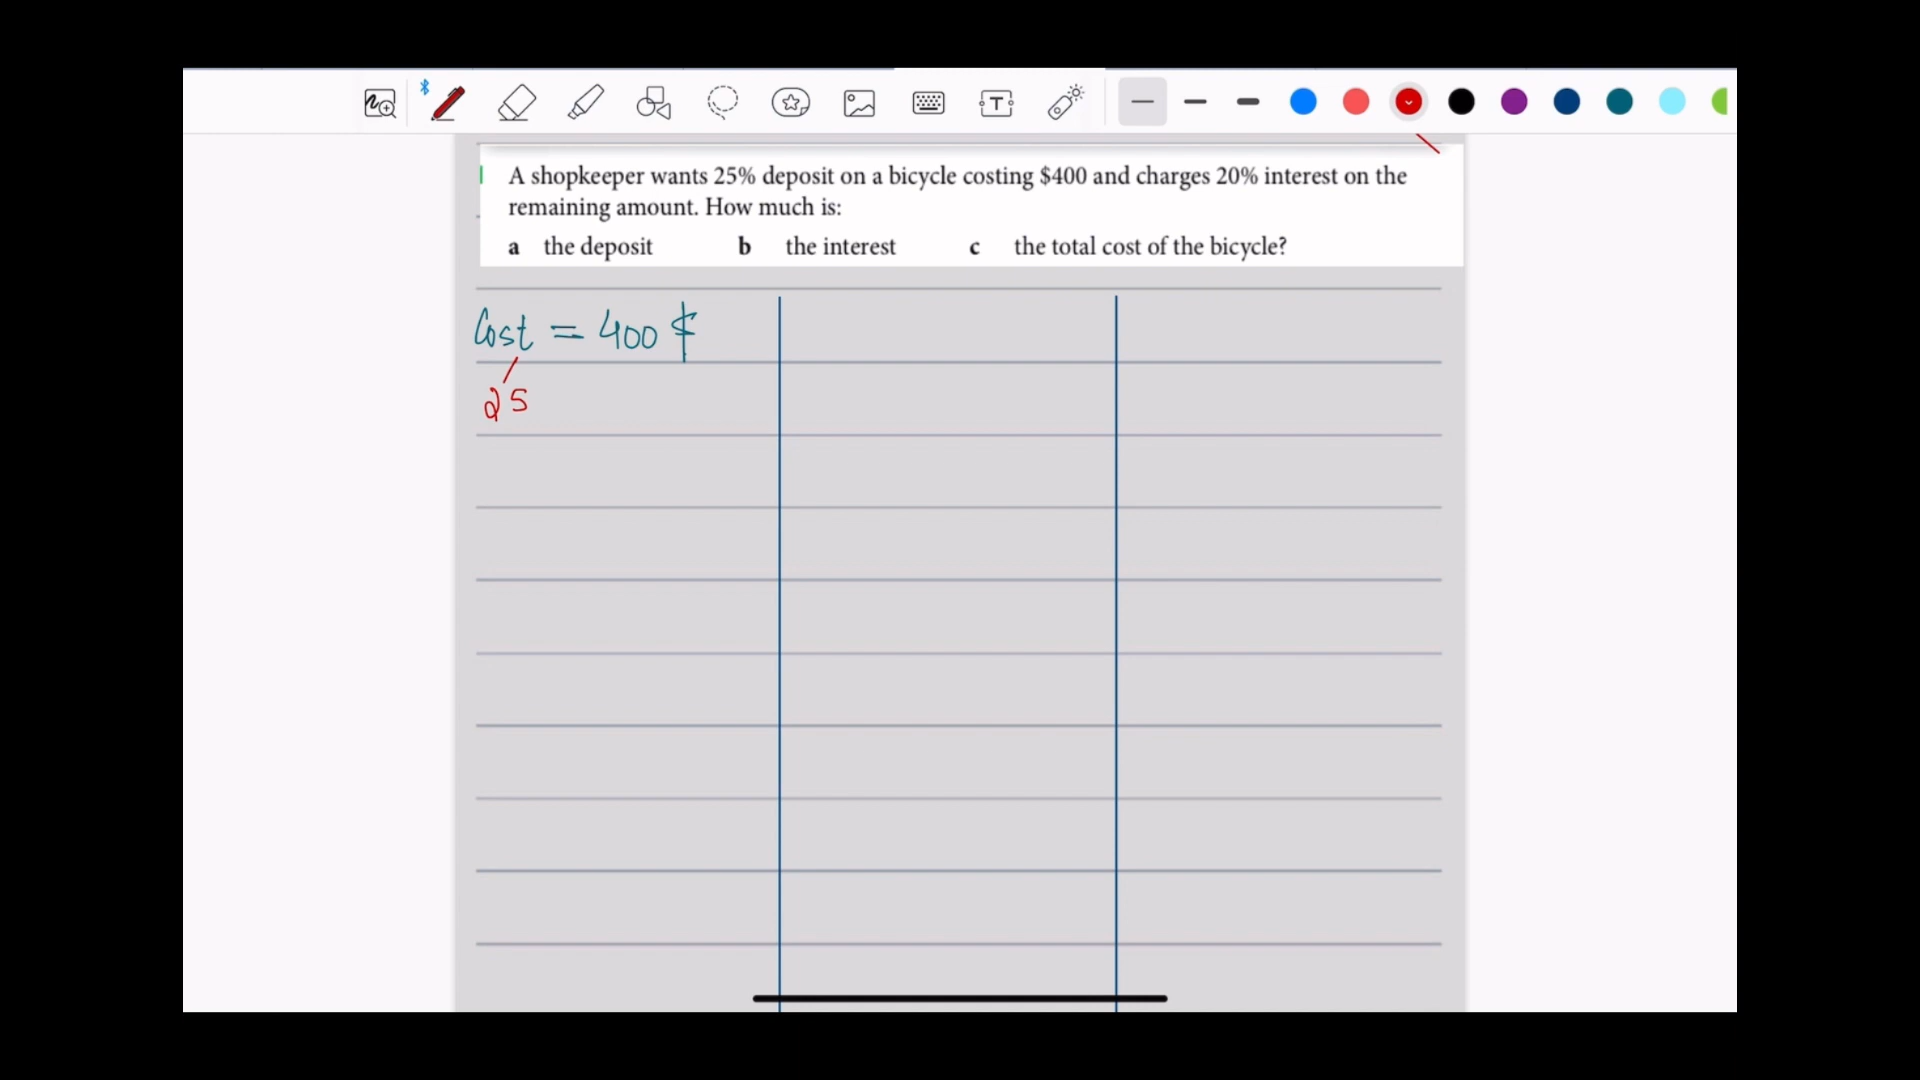 A shopkeeper wants 25% deposit on a bicycle costing $400 and charges 20% interest on the
remaining amount. How much is:
a the deposit b the interest c the total cost of the bicycle?
Cost = 400 $
25